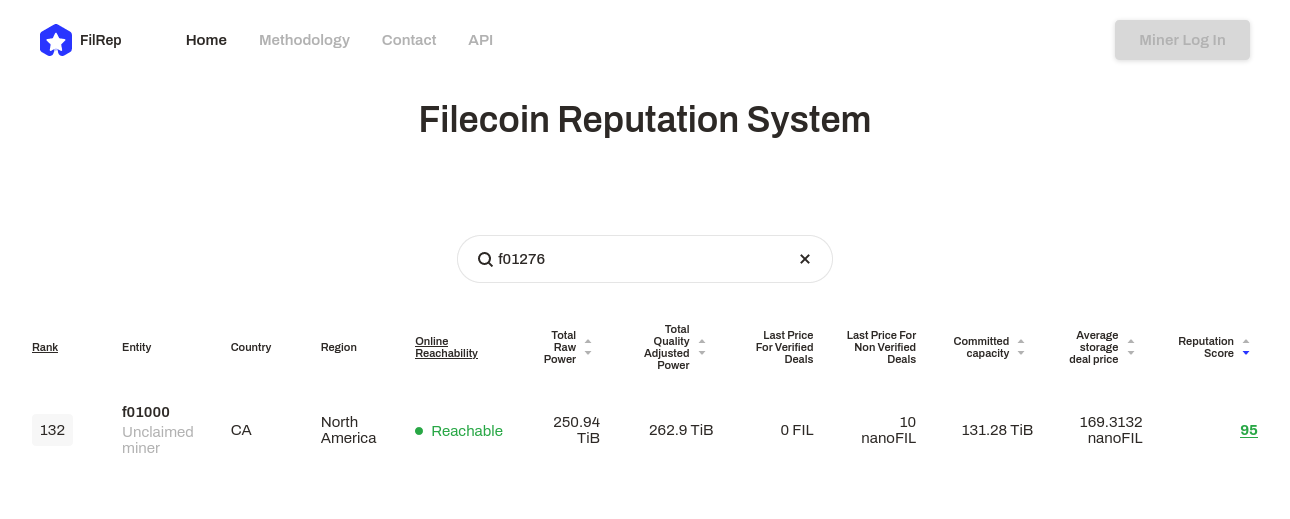 FilRep
Home
Methodology
Contact
API
Miner Log In
Filecoin Reputation System
f01276
Rank
Entity
Country
Region
Online
Reachability
Total
Raw
Power
Total
Quality
Adjusted
Power
Last Price
For Verified
Deals
Last Price For
Non Verified
Deals
Committed
capacity
Average
storage
deal price
Reputation
Score
132
f01000
Unclaimed
miner
CA
North
America
Reachable
250.94
TiB
262.9 TiB
0 FIL
10
nanoFIL
131.28 TiB
169.3132
nanoFIL
95